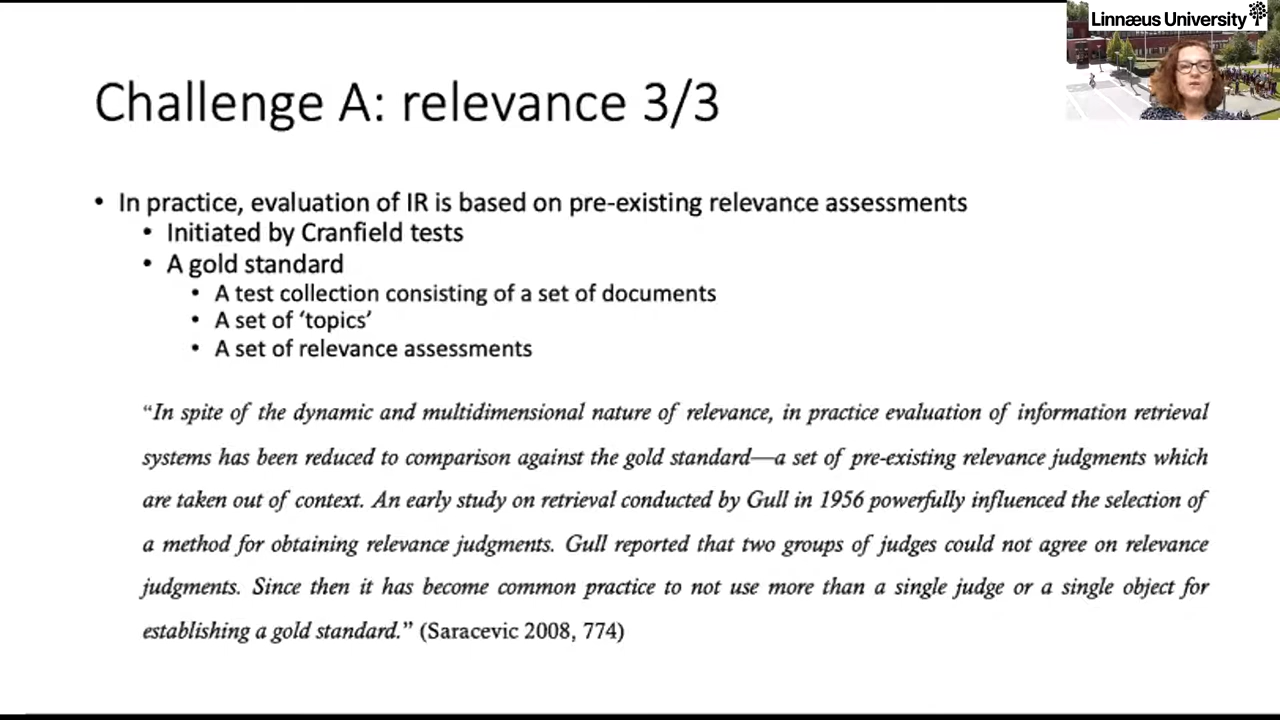 Linnæus University
Challenge A: relevance 3/3
• In practice, evaluation of IR is based on pre-existing relevance assessments
• Initiated by Cranfield tests
• A gold standard
• A test collection consisting of a set of documents
• A set of ‘topics’
• A set of relevance assessments
“In spite of the dynamic and multidimensional nature of relevance, in practice evaluation of information retrieval
systems has been reduced to comparison against the gold standard—a set of pre-existing relevance judgments which
are taken out of context. An early study on retrieval conducted by Gull in 1956 powerfully influenced the selection of
a method for obtaining relevance judgments. Gull reported that two groups of judges could not agree on relevance
judgments. Since then it has become common practice to not use more than a single judge or a single object for
establishing a gold standard.” (Saracevic 2008, 774)